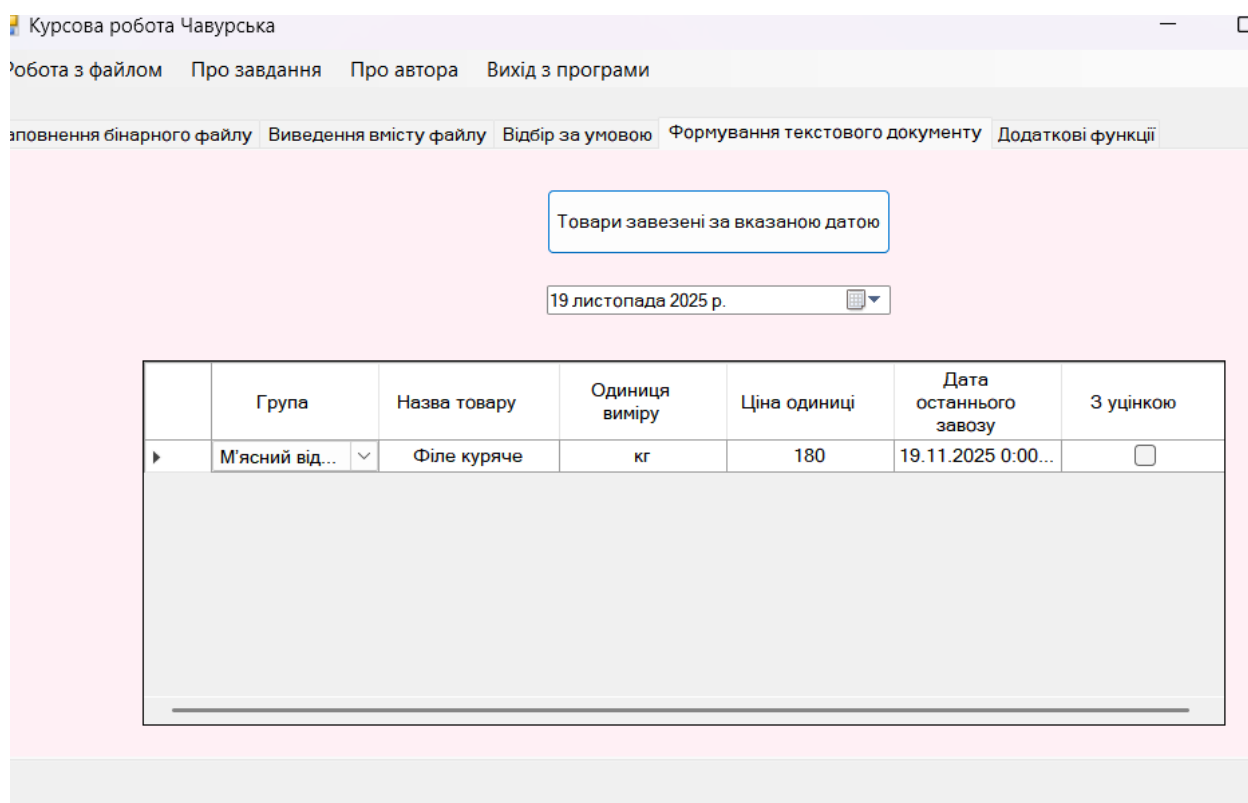 Курсова робота Чавурська
Робота з файлом Про завдання Про автора Вихід з програми
аповнення бінарного файлу Виведення вмісту файлу Відбір за умовою Формування текстового документу Додаткові функції
Товари завезені за вказаною датою
19 листопада 2025 р.
Група Назва товару Одиниця виміру Ціна одиниці Дата останнього завозу З уцінкою
М'ясний від... Філе куряче кг 180 19.11.2025 0:00...